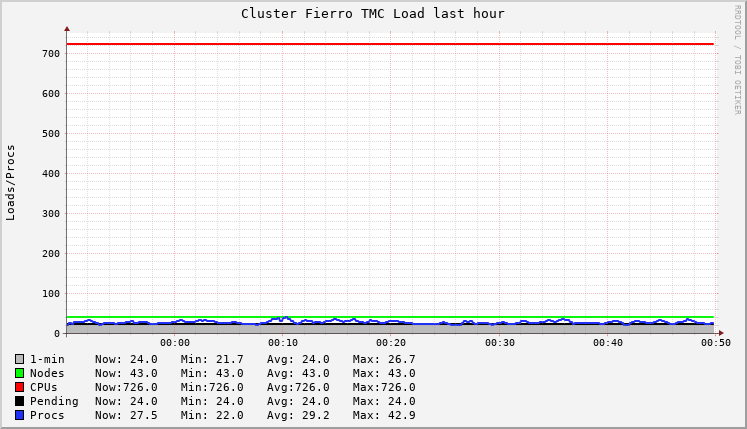 Cluster Fierro TMC Load last hour
RRDTOOL / TOBI OETIKER
Loads/Procs
700
600
500
400
300
200
100
0
00:00 00:10 00:20 00:30 00:40 00:50
1-min Now: 24.0 Min: 21.7 Avg: 24.0 Max: 26.7
Nodes Now: 43.0 Min: 43.0 Avg: 43.0 Max: 43.0
CPUs Now:726.0 Min:726.0 Avg:726.0 Max:726.0
Pending Now: 24.0 Min: 24.0 Avg: 24.0 Max: 24.0
Procs Now: 27.5 Min: 22.0 Avg: 29.2 Max: 42.9